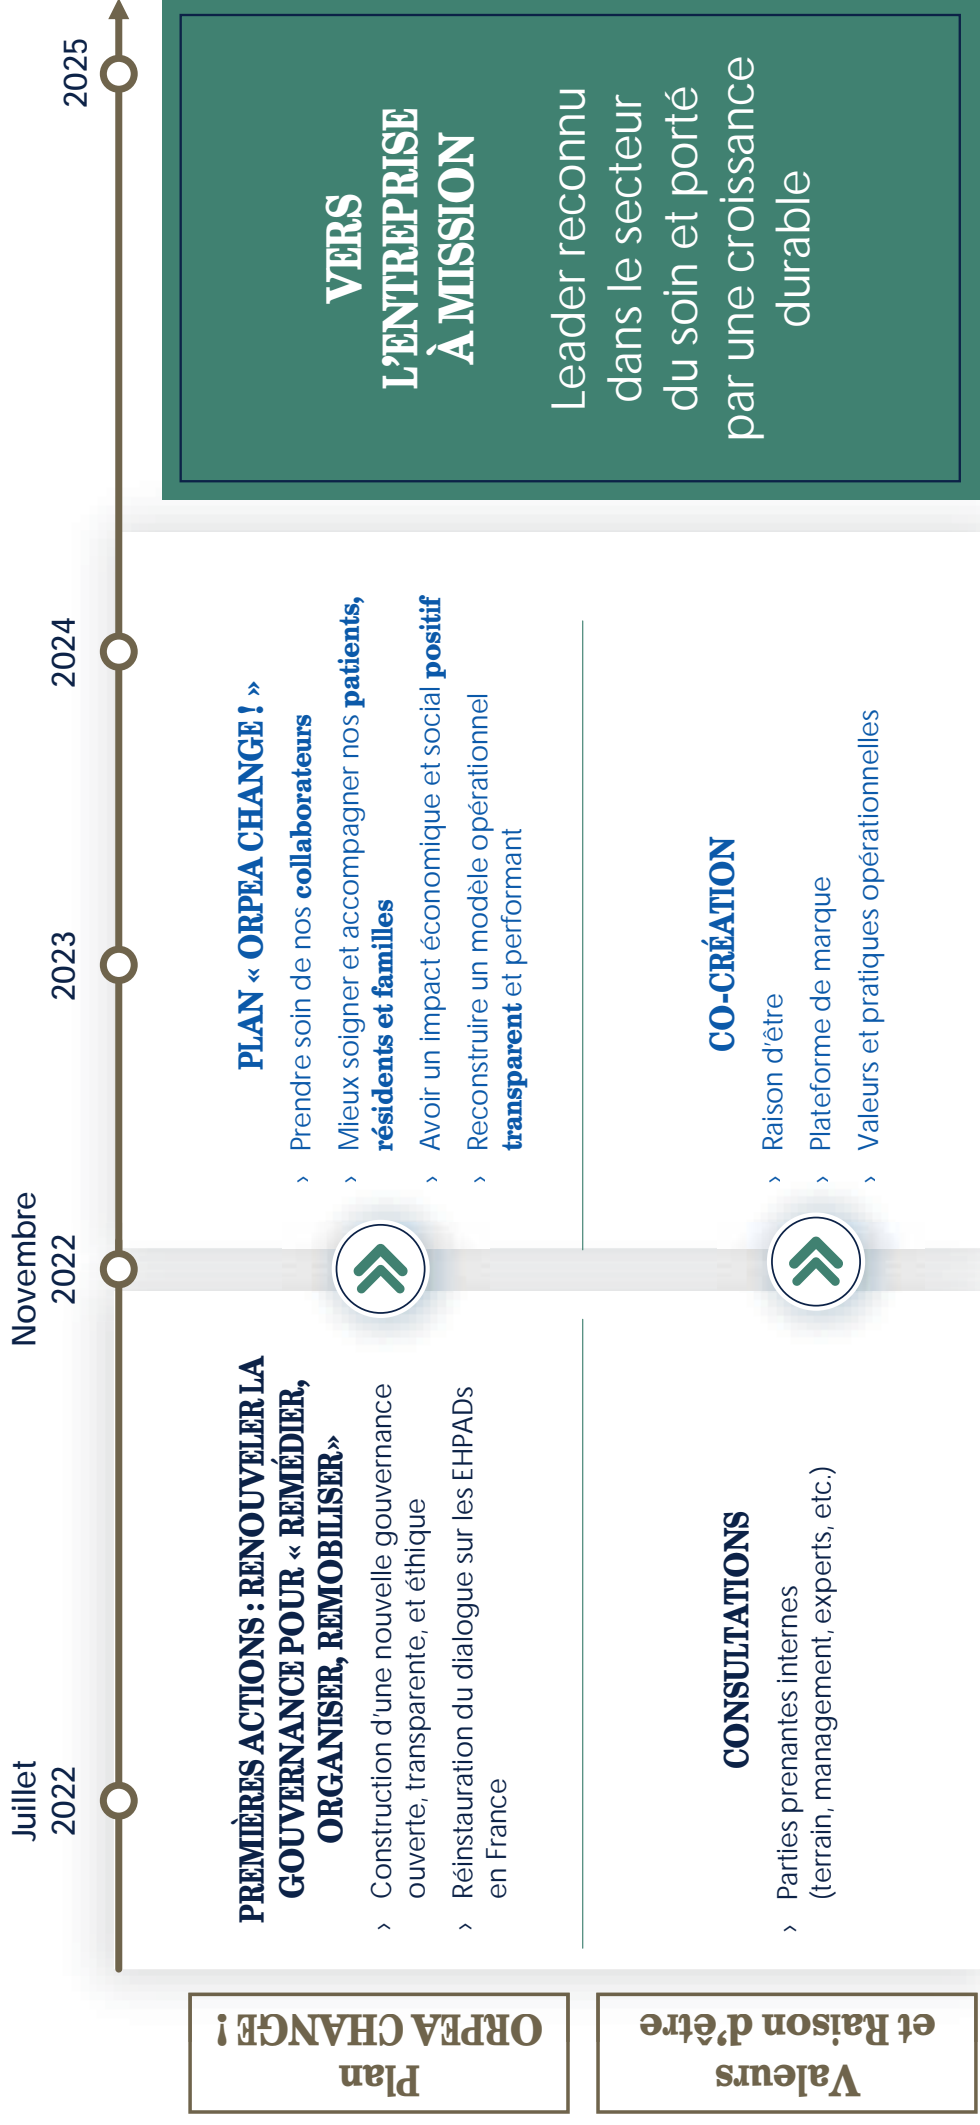 Juillet
2022
Novembre
2022
2023
2024
2025
Plan
ORPEA CHANGE !
PREMIÈRES ACTIONS : RENOUVELER LA
GOUVERNANCE POUR « REMÉDIER,
ORGANISER, REMOBILISER»
› Construction d'une nouvelle gouvernance
ouverte, transparente, et éthique
› Réinstauration du dialogue sur les EHPADs
en France
PLAN « ORPEA CHANGE ! »
› Prendre soin de nos collaborateurs
› Mieux soigner et accompagner nos patients,
résidents et familles
› Avoir un impact économique et social positif
› Reconstruire un modèle opérationnel
transparent et performant
Valeurs
et Raison d’être
CONSULTATIONS
› Parties prenantes internes
(terrain, management, experts, etc.)
CO-CRÉATION
› Raison d'être
› Plateforme de marque
› Valeurs et pratiques opérationnelles
VERS
L’ENTREPRISE
À MISSION
Leader reconnu
dans le secteur
du soin et porté
par une croissance
durable